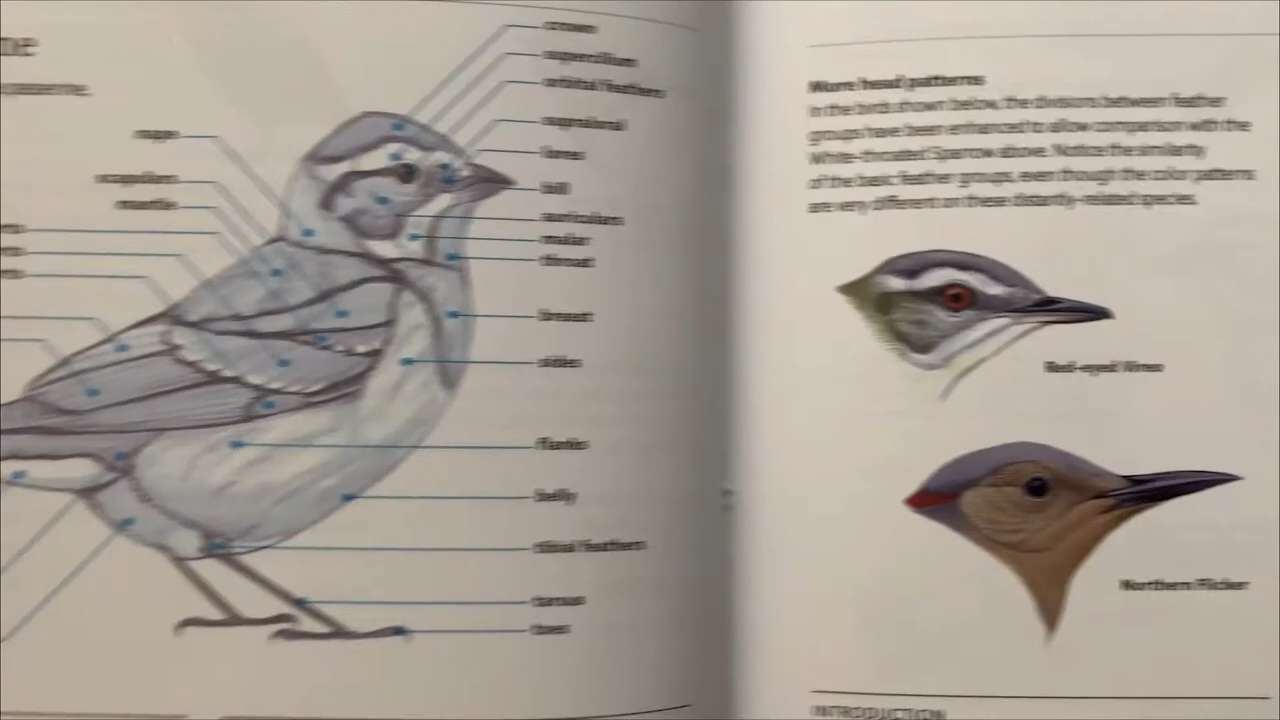 crown
supercilium
orbital feathers
supraloral
lores
bill
auriculars
malar
throat
breast
sides
flanks
belly
tibial feathers
tarsus
toes
nape
scapulars
mantle
More head patterns
In the birds shown below, the divisions between feather
groups have been enhanced to allow comparison with the
White-throated Sparrow above. Notice the similarity
of the basic feather groups, even though the color patterns
are very different on these distantly-related species.
Red-eyed Vireo
Northern Flicker
INTRODUCTION